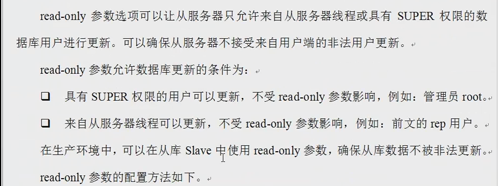 read-only 参数选项可以让从服务器只允许来自从服务器线程或具有 SUPER 权限的数
据库用户进行更新。可以确保从服务器不接受来自用户端的非法用户更新。
read-only 参数允许数据库更新的条件为：
具有 SUPER 权限的用户可以更新，不受 read-only 参数影响，例如：管理员 root。
来自从服务器线程可以更新，不受 read-only 参数影响，例如：前文的 rep 用户。
在生产环境中，可以在从库 Slave 中使用 read-only 参数，确保从库数据不被非法更新。
read-only 参数的配置方法如下。